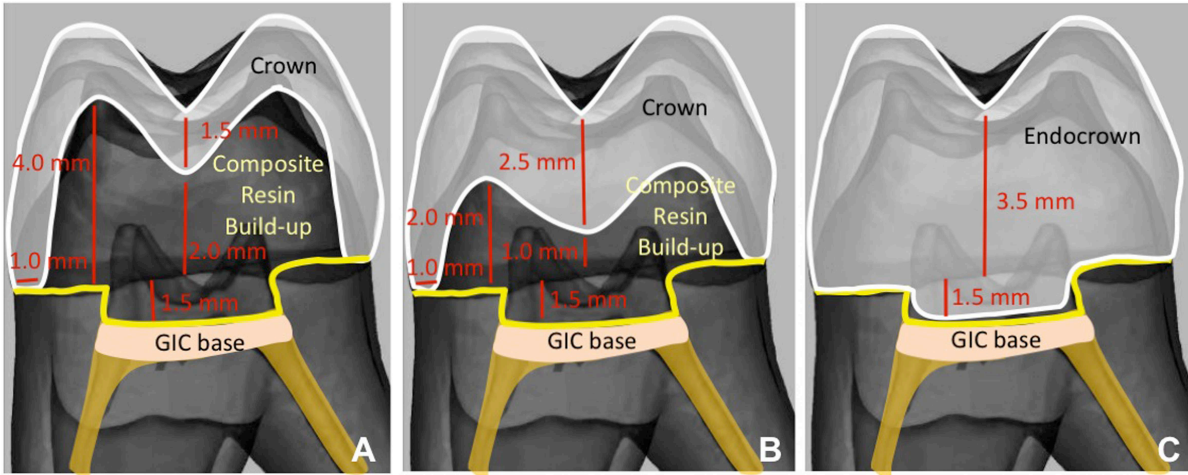 Crown
1.5 mm
4.0 mm
Composite
Resin
Build-up
2.0 mm
1.0 mm
1.5 mm
GIC base
A
Crown
2.5 mm
Composite
2.0 mm
Resin
1.0 mm
Build-up
1.0 mm
1.5 mm
GIC base
B
Endocrown
3.5 mm
1.5 mm
GIC base
C